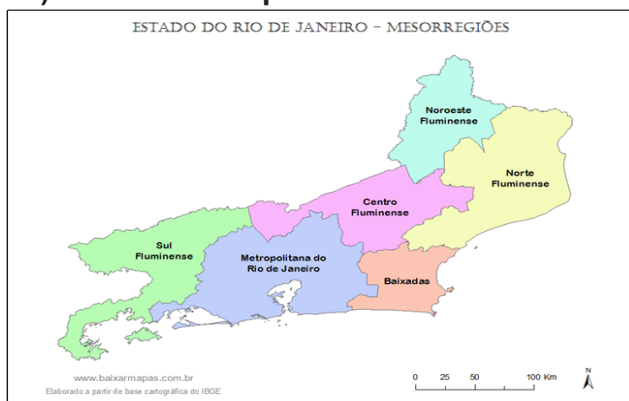 ESTADO DO RIO DE JANEIRO – MESORREGIÕES
Noroeste
Fluminense
Norte
Fluminense
Centro
Fluminense
Sul
Fluminense
Metropolitana do
Rio de Janeiro
Baixadas
www.baixarmapas.com.br
Elaborado a partir de base cartográfica do IBGE
0 25 50 100 Km
N